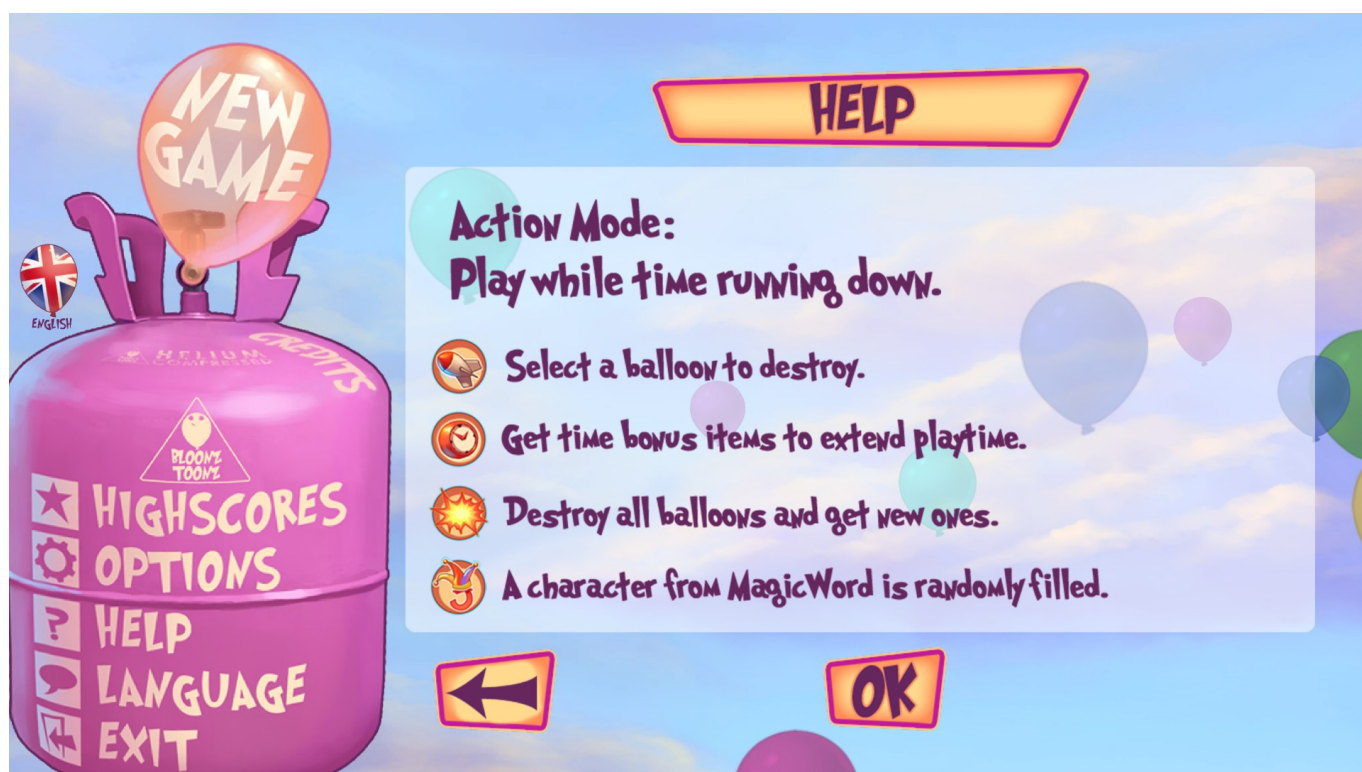 NEW
GAME
HELP
Action Mode:
Play while time running down.
Select a balloon to destroy.
Get time bonus items to extend playtime.
Destroy all balloons and get new ones.
A character from MagicWord is randomly filled.
ENGLISH
HELIUM
COMPRESSED
CREDITS
BLOONZ
TOONZ
HIGHSCORES
OPTIONS
HELP
LANGUAGE
EXIT
OK